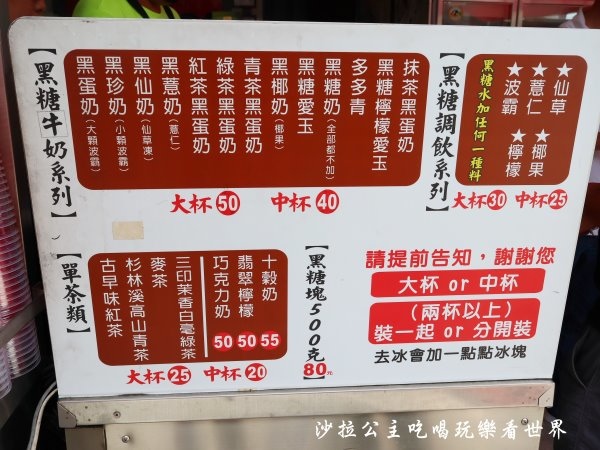 【黑糖牛奶系列】
黑蛋奶(大顆波霸)
黑珍奶(小顆波霸)
黑仙奶(仙草凍)
黑薏奶(薏仁)
紅茶黑蛋奶
綠茶黑蛋奶
青茶黑蛋奶
黑椰奶(椰果)
黑糖愛玉
黑糖奶(全部都不加)
多多青
黑糖檸檬愛玉
抹茶黑蛋奶
大杯50 中杯40
【黑糖調飲系列】
黑糖水加任何一種料
★波霸
★薏仁
★仙草
★檸檬
★椰果
大杯30 中杯25
【單茶類】
古早味紅茶
杉林溪高山青茶
麥茶
三印芙香白毫綠茶
巧克力奶 50
翡翠檸檬 50
十穀奶 55
大杯25 中杯20
【黑糖塊500克】
80元
請提前告知，謝謝您
大杯 or 中杯
(兩杯以上)
裝一起 or 分開裝
去冰會加一點點冰塊
沙拉公主吃喝玩樂看世界